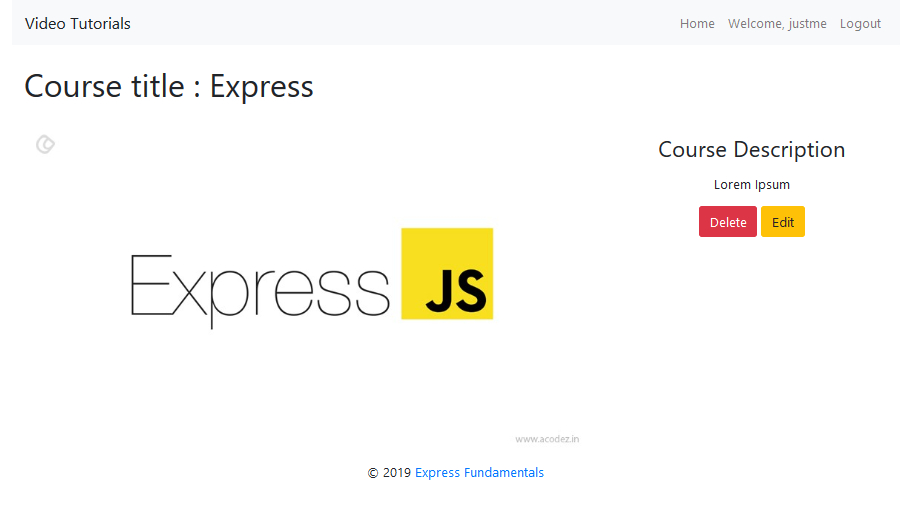 Video Tutorials Home Welcome, justme Logout
Course title : Express
Course Description
Lorem Ipsum
Delete Edit
Express JS
www.acodez.in
© 2019 Express Fundamentals